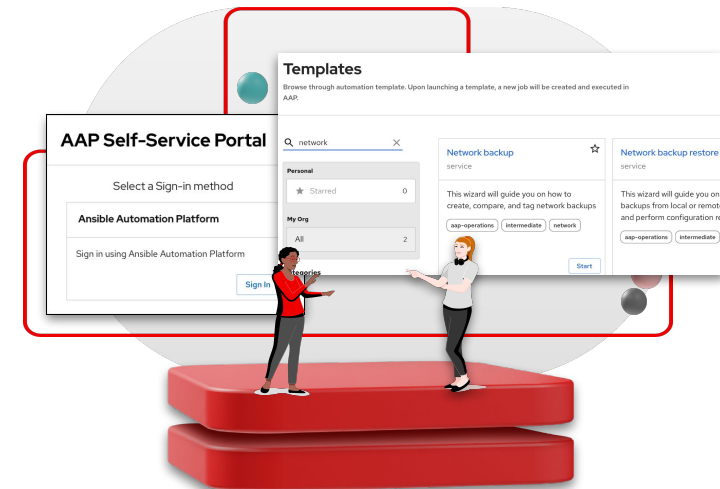 AAP Self-Service Portal
Select a Sign-in method
Ansible Automation Platform
Sign in using Ansible Automation Platform
Sign In
Templates
Browse through automation template. Upon launching a template, a new job will be created and executed in
AAP.
network
Personal
Starred 0
My Org
All 2
Network backup
service
This wizard will guide you on how to
create, compare, and tag network backups
aap-operations intermediate network
Start
Network backup restore
service
This wizard will guide you on
backups from local or
and perform configuration
aap-operations intermediate